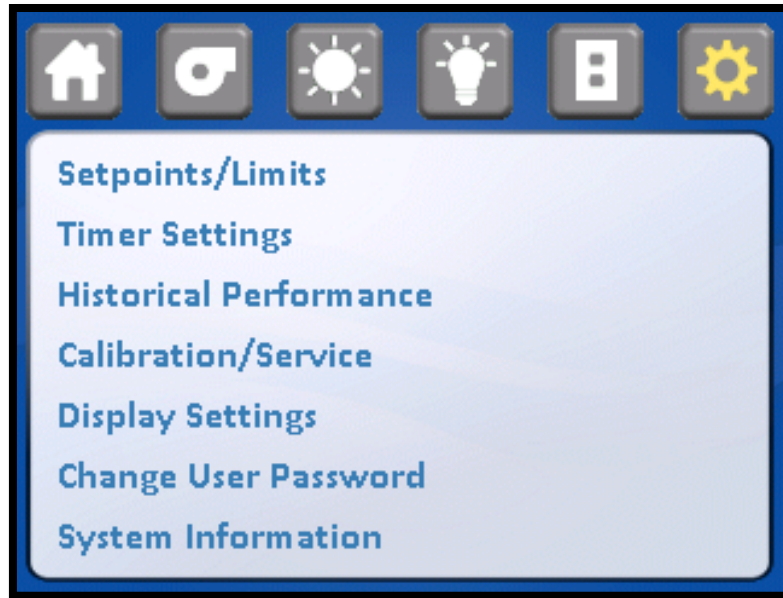 Setpoints/Limits
Timer Settings
Historical Performance
Calibration/Service
Display Settings
Change User Password
System Information